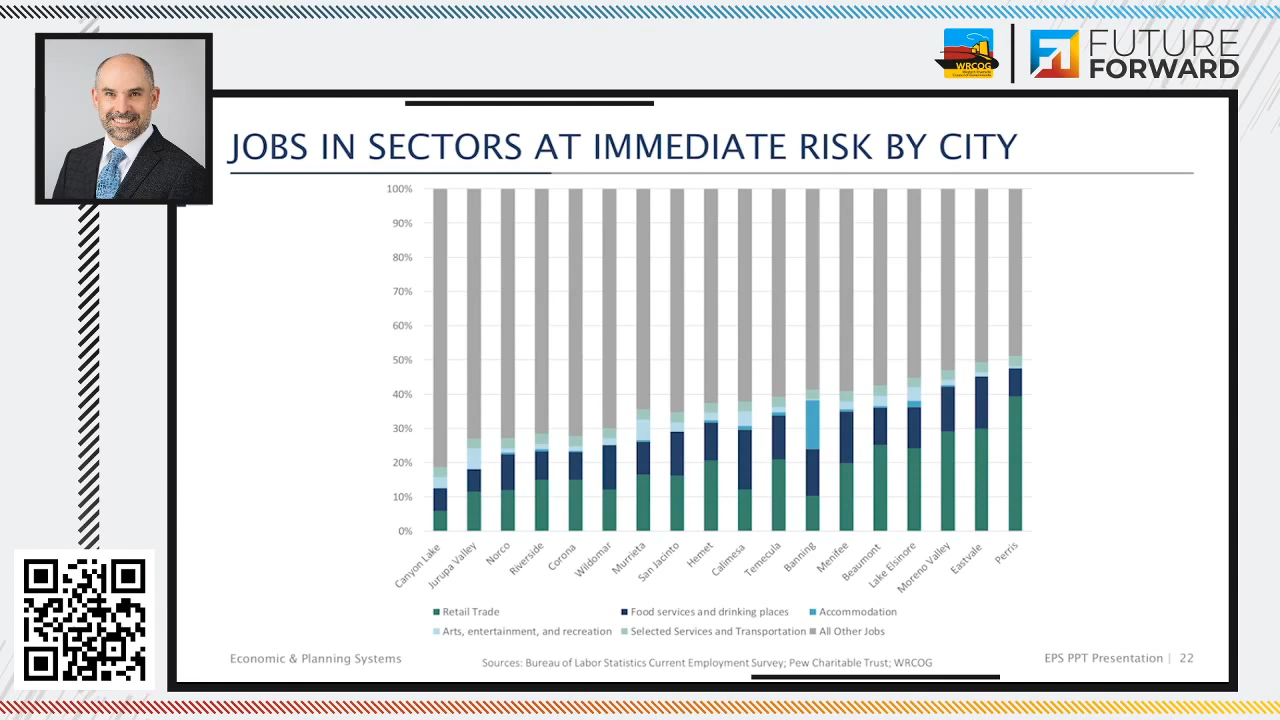 WRCOG
FUTURE
FORWARD
JOBS IN SECTORS AT IMMEDIATE RISK BY CITY
100%
90%
80%
70%
60%
50%
40%
30%
20%
10%
0%
Canyon Lake
Jurupa Valley
Norco
Riverside
Corona
Wildomar
Murrieta
San Jacinto
Hemet
Calimesa
Temecula
Banning
Menifee
Beaumont
Lake Elsinore
Moreno Valley
Eastvale
Perris
Retail Trade
Food services and drinking places
Accommodation
Arts, entertainment, and recreation
Selected Services and Transportation
All Other Jobs
Economic & Planning Systems
Sources: Bureau of Labor Statistics Current Employment Survey; Pew Charitable Trust; WRCOG
EPS PPT Presentation | 22